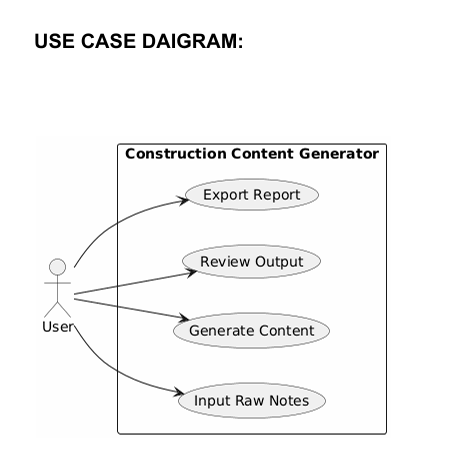 USE CASE DAIGRAM:
Construction Content Generator
Export Report
Review Output
User
Generate Content
Input Raw Notes